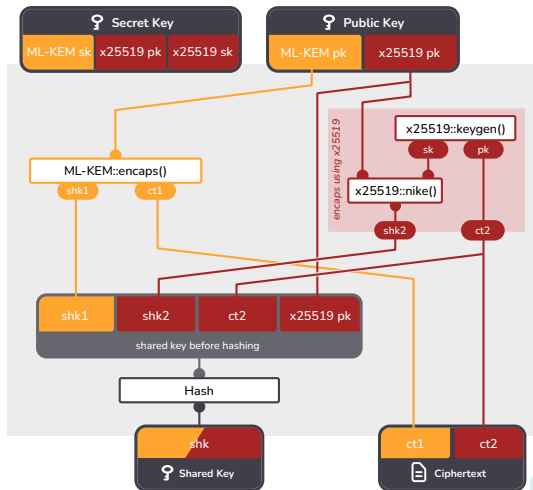 Secret Key
Public Key
ML-KEM sk
x25519 pk
x25519 sk
ML-KEM pk
x25519 pk
encaps using x25519
x25519::keygen()
sk
pk
ML-KEM::encaps()
x25519::nike()
shk1
ct1
shk2
ct2
shk1
shk2
ct2
x25519 pk
shared key before hashing
Hash
shk
ct1
ct2
Shared Key
Ciphertext